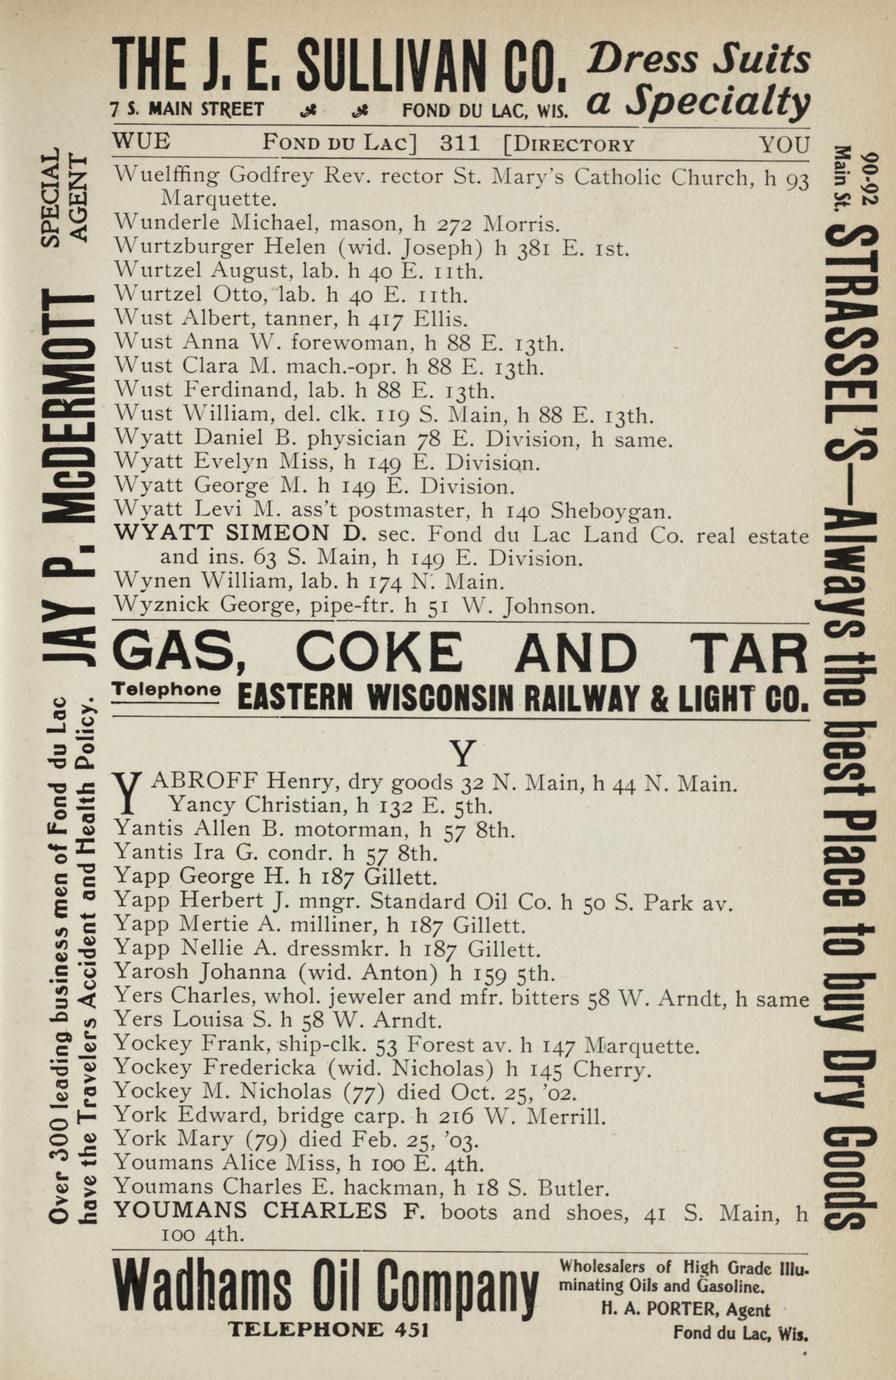 THE J. E. SULLIVAN CO. Dress Suits
7 S. MAIN STREET FOND DU LAC, WIS. a Specialty
WUE FOND DU LAC] 311 [DIRECTORY YOU
Wuelffing Godfrey Rev. rector St. Mary's Catholic Church, h 93
Marquette.
Wunderle Michael, mason, h 272 Morris.
Wurtzburger Helen (wid. Joseph) h 381 E. 1st.
Wurtzel August, lab. h 40 E. 11th.
Wurtzel Otto, lab. h 40 E. 11th.
Wust Albert, tanner, h 417 Ellis.
Wust Anna W. forewoman, h 88 E. 13th.
Wust Clara M. mach.-opr. h 88 E. 13th.
Wust Ferdinand, lab. h 88 E. 13th.
Wust William, del. clk. 119 S. Main, h 88 E. 13th.
Wyatt Daniel B. physician 78 E. Division, h same.
Wyatt Evelyn Miss, h 149 E. Division.
Wyatt George M. h 149 E. Division.
Wyatt Levi M. ass't postmaster, h 140 Sheboygan.
WYATT SIMEON D. sec. Fond du Lac Land Co. real estate
and ins. 63 S. Main, h 149 E. Division.
Wynen William, lab. h 174 N. Main.
Wyznick George, pipe-ftr. h 51 W. Johnson.
GAS, COKE AND TAR
Telephone EASTERN WISCONSIN RAILWAY & LIGHT CO.
Y
YABROFF Henry, dry goods 32 N. Main, h 44 N. Main.
Yancy Christian, h 132 E. 5th.
Yantis Allen B. motorman, h 57 8th.
Yantis Ira G. condr. h 57 8th.
Yapp George H. h 187 Gillett.
Yapp Herbert J. mngr. Standard Oil Co. h 50 S. Park av.
Yapp Mertie A. milliner, h 187 Gillett.
Yapp Nellie A. dressmkr. h 187 Gillett.
Yarosh Johanna (wid. Anton) h 159 5th.
Yers Charles, whol. jeweler and mfr. bitters 58 W. Arndt, h same
Yers Louisa S. h 58 W. Arndt.
Yockey Frank, ship-clk. 53 Forest av. h 147 Marquette.
Yockey Fredericka (wid. Nicholas) h 145 Cherry.
Yockey M. Nicholas (77) died Oct. 25, '02.
York Edward, bridge carp. h 216 W. Merrill.
York Mary (79) died Feb. 25, '03.
Youmans Alice Miss, h 100 E. 4th.
Youmans Charles E. hackman, h 18 S. Butler.
YOUMANS CHARLES F. boots and shoes, 41 S. Main, h
100 4th.
Wadhams Oil Company
TELEPHONE 451
Wholesalers of High Grade Illu-
minating Oils and Gasoline.
H. A. PORTER, Agent
Fond du Lac, Wis.
Over 300 leading business men of Fond du Lac
have the Travelers Accident and Health Policy.
JAY P. McDERMOTT
SPECIAL
AGENT
90-92
Main St.
STRASSEL'S—Always the best Place to buy Dry Goods